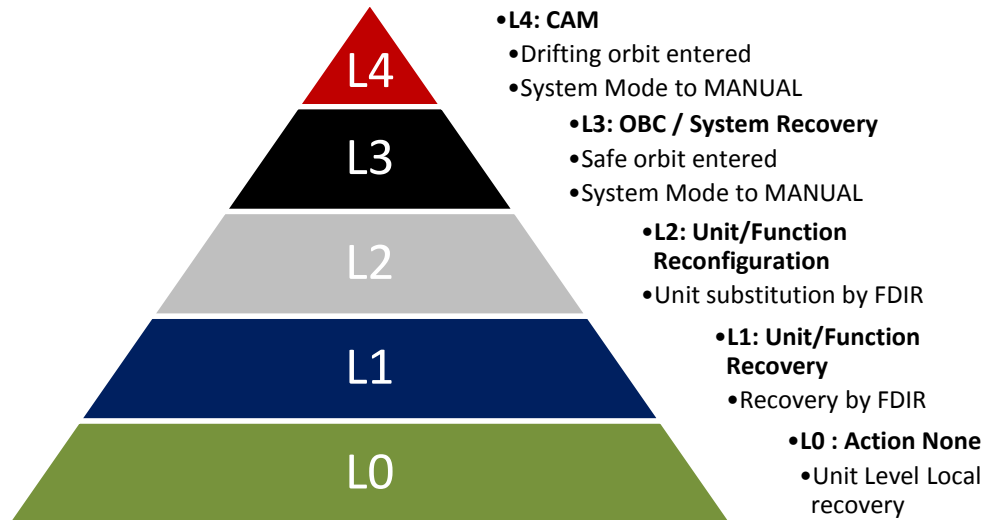 L4
•L4: CAM
•Drifting orbit entered
•System Mode to MANUAL
L3
•L3: OBC / System Recovery
•Safe orbit entered
•System Mode to MANUAL
L2
•L2: Unit/Function
Reconfiguration
•Unit substitution by FDIR
L1
•L1: Unit/Function
Recovery
•Recovery by FDIR
L0
•L0 : Action None
•Unit Level Local
recovery